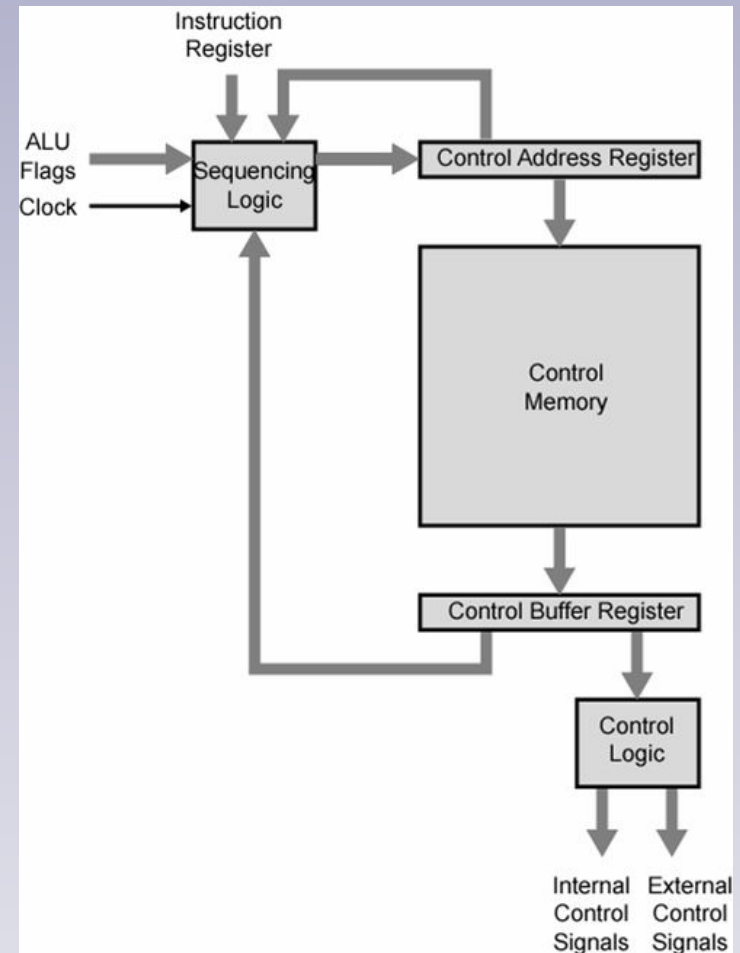 Instruction
Register
ALU
Flags
Clock
Sequencing
Logic
Control Address Register
Control
Memory
Control Buffer Register
Control
Logic
Internal
Control
Signals
External
Control
Signals